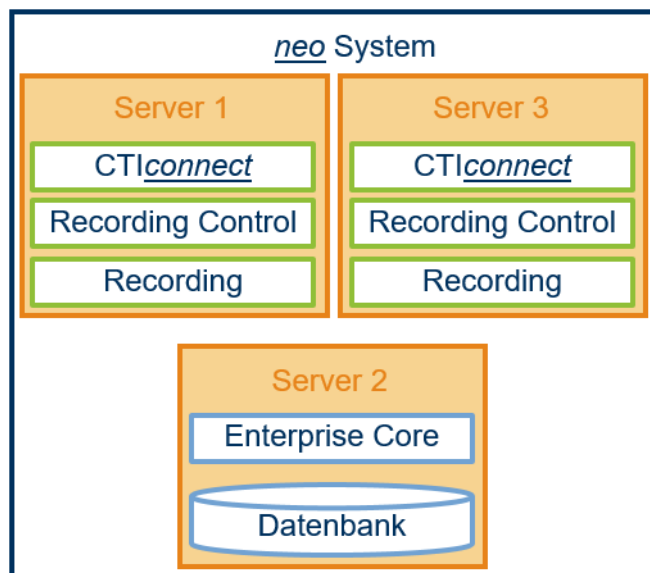 neo System
Server 1
CTIconnect
Recording Control
Recording
Server 3
CTIconnect
Recording Control
Recording
Server 2
Enterprise Core
Datenbank